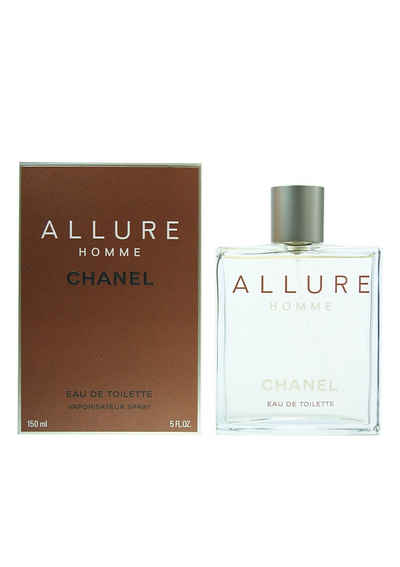 ALLURE
HOMME
CHANEL
EAU DE TOILETTE
VAPORISATEUR SPRAY
150 ml 5 FL.OZ.
ALLURE
HOMME
CHANEL
EAU DE TOILETTE